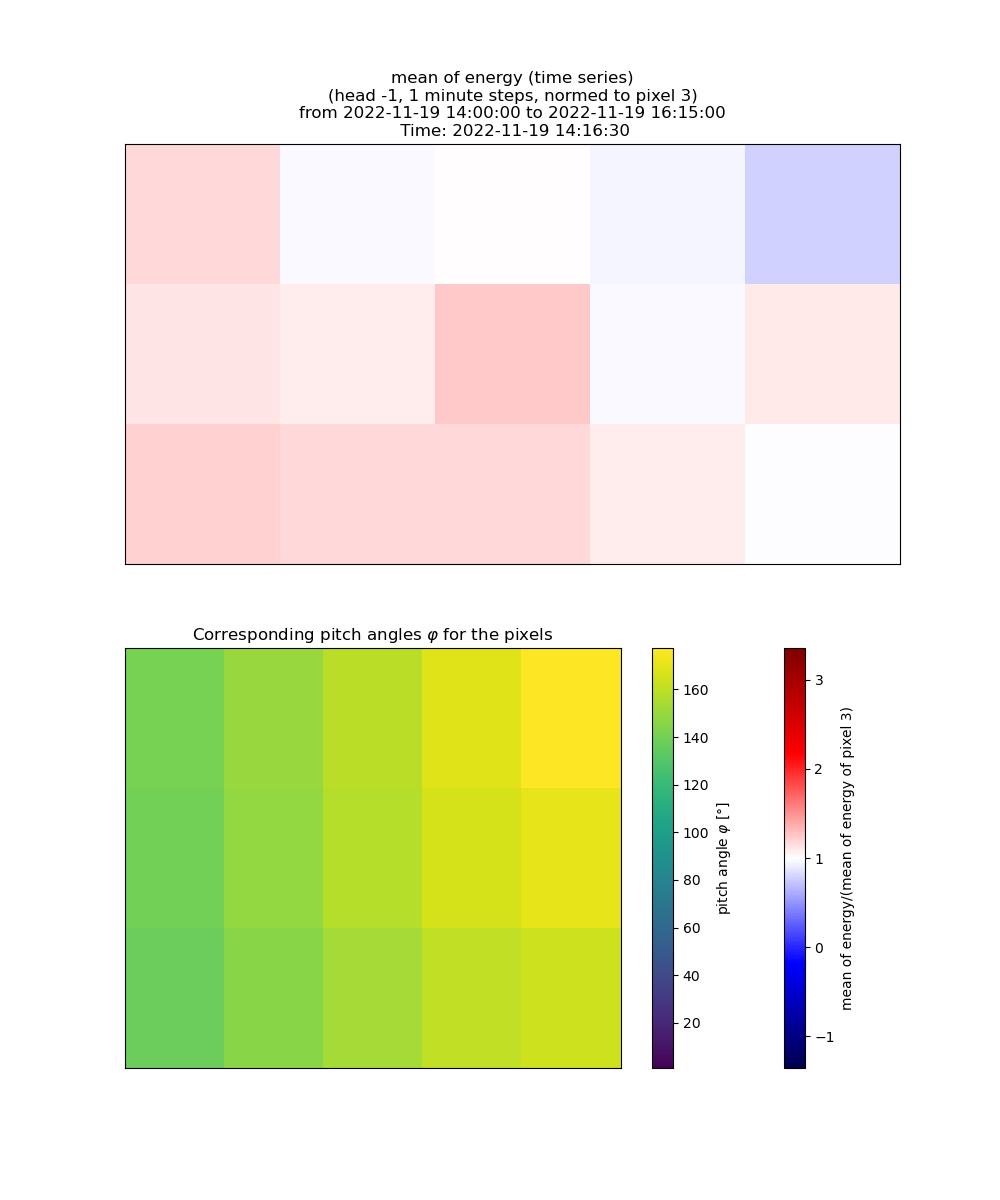 mean of energy (time series)
(head -1, 1 minute steps, normed to pixel 3)
from 2022-11-19 14:00:00 to 2022-11-19 16:15:00
Time: 2022-11-19 14:16:30
Corresponding pitch angles φ for the pixels
160
140
120
100
80
60
40
20
pitch angle φ [°]
3
2
1
0
−1
mean of energy/(mean of energy of pixel 3)